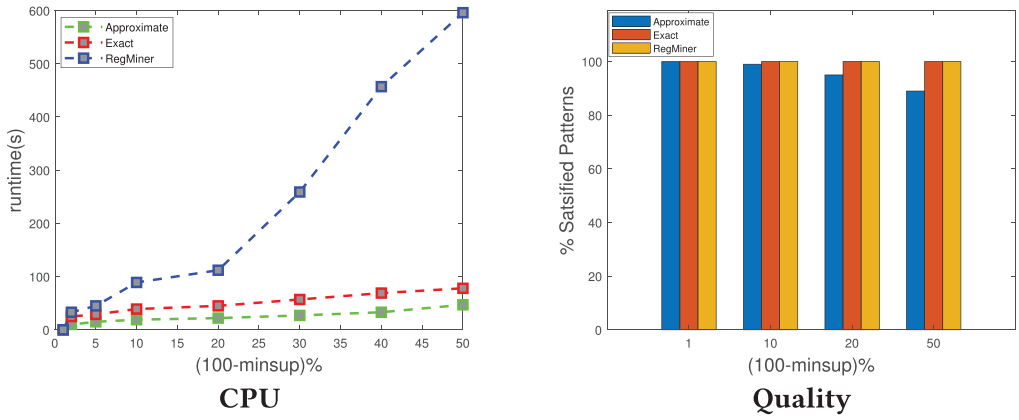 600
500
400
300
200
100
0
runtime(s)
Approximate
Exact
RegMiner
0 5 10 15 20 25 30 35 40 45 50
(100-minsup)%
CPU
100
80
60
40
20
0
% Satsified Patterns
Approximate
Exact
RegMiner
1 10 20 50
(100-minsup)%
Quality